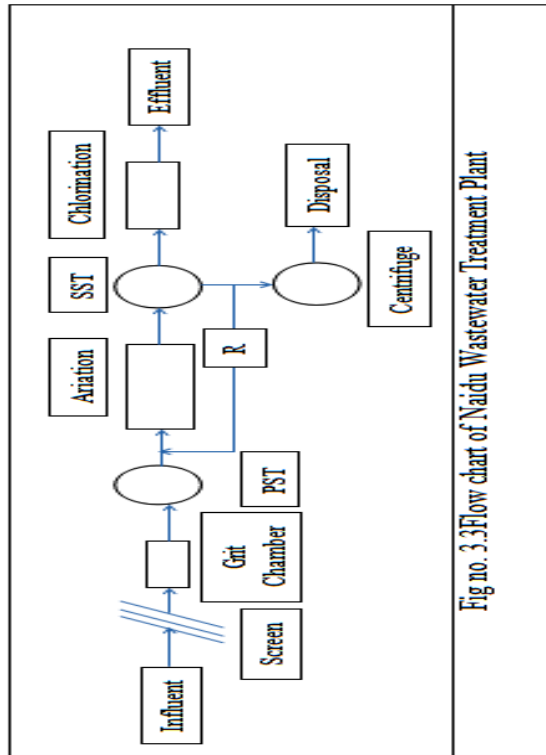 Influent
Screen
Grit
Chamber
PST
Ariation
R
SST
Chlorination
Effluent
Centrifuge
Disposal
Fig no. 3.3Flow chart of Naidu Wastewater Treatment Plant